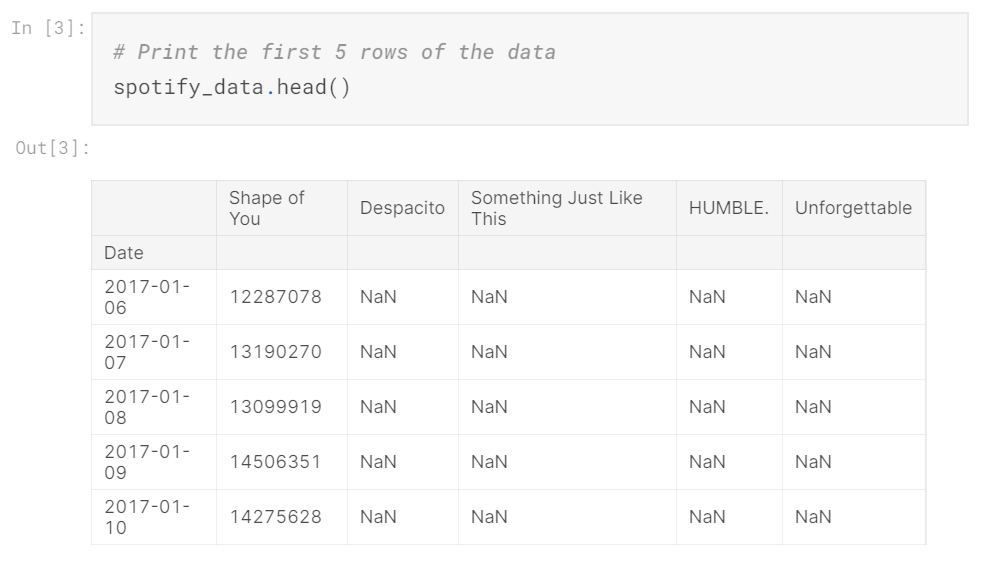 In [3]:
# Print the first 5 rows of the data
spotify_data.head()
Out[3]:
Shape of You Despacito Something Just Like This HUMBLE. Unforgettable
Date
2017-01-06 12287078 NaN NaN NaN NaN
2017-01-07 13190270 NaN NaN NaN NaN
2017-01-08 13099919 NaN NaN NaN NaN
2017-01-09 14506351 NaN NaN NaN NaN
2017-01-10 14275628 NaN NaN NaN NaN